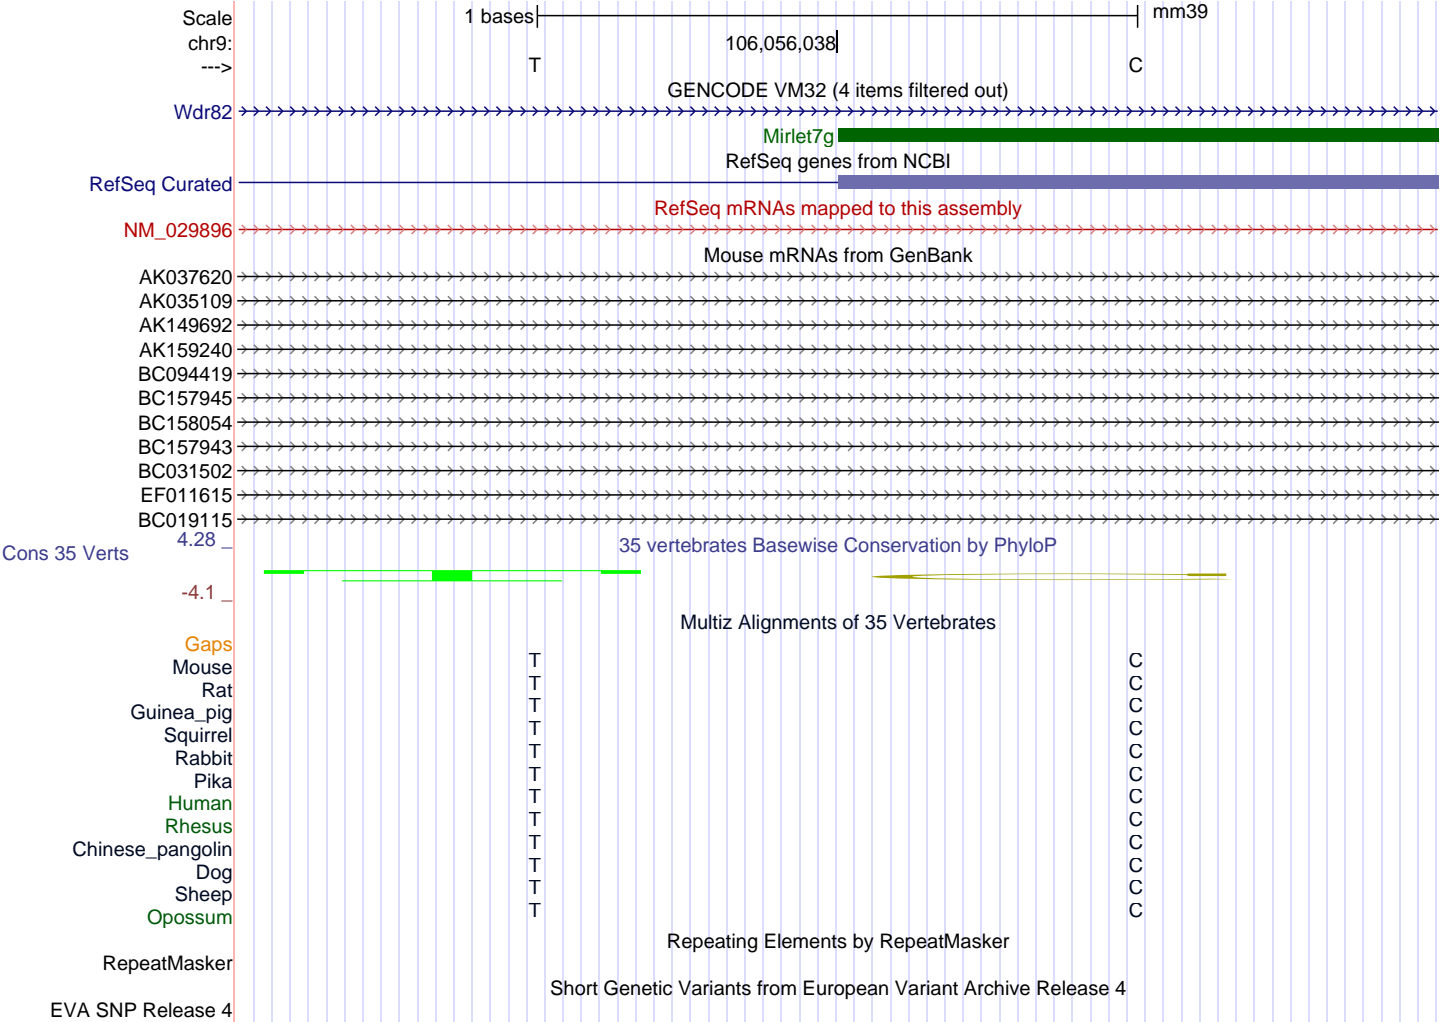 Scale 1 bases mm39
chr9: 106,056,038
---> T C
GENCODE VM32 (4 items filtered out)
Wdr82
Mirlet7g
RefSeq genes from NCBI
RefSeq Curated
RefSeq mRNAs mapped to this assembly
NM_029896
Mouse mRNAs from GenBank
AK037620
AK035109
AK149692
AK159240
BC094419
BC157945
BC158054
BC157943
BC031502
EF011615
BC019115
4.28 _
35 vertebrates Basewise Conservation by PhyloP
Cons 35 Verts
-4.1 _
Multiz Alignments of 35 Vertebrates
Gaps
Mouse T C
Rat T C
Guinea_pig T C
Squirrel T C
Rabbit T C
Pika T C
Human T C
Rhesus T C
Chinese_pangolin T C
Dog T C
Sheep T C
Opossum T C
Repeating Elements by RepeatMasker
RepeatMasker
Short Genetic Variants from European Variant Archive Release 4
EVA SNP Release 4